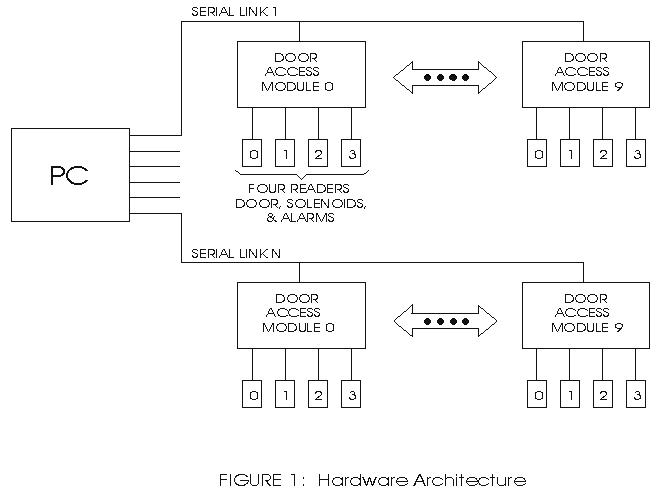 SERIAL LINK 1
DOOR
ACCESS
MODULE 0
DOOR
ACCESS
MODULE 9
0 1 2 3
0 1 2 3
PC
FOUR READERS
DOOR, SOLENOIDS,
& ALARMS
SERIAL LINK N
DOOR
ACCESS
MODULE 0
DOOR
ACCESS
MODULE 9
0 1 2 3
0 1 2 3
FIGURE 1: Hardware Architecture